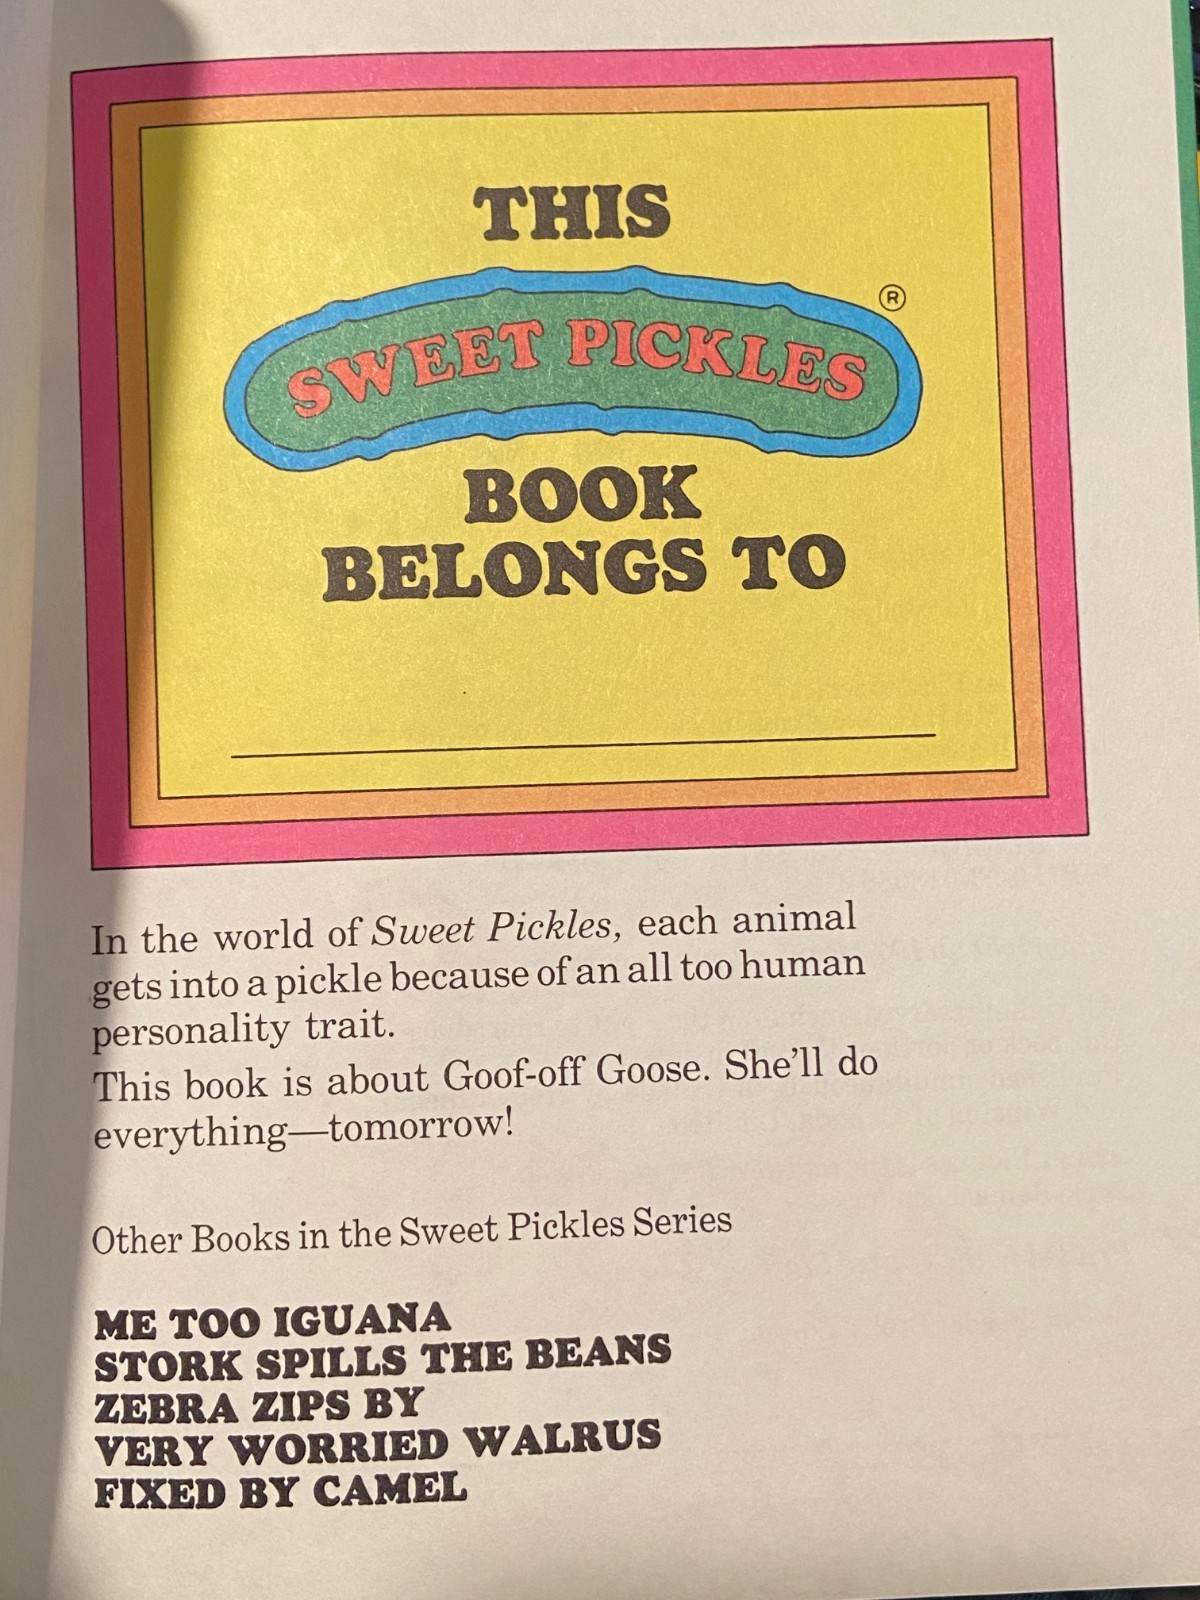 THIS
SWEET PICKLES ®
BOOK
BELONGS TO
In the world of Sweet Pickles, each animal
gets into a pickle because of an all too human
personality trait.
This book is about Goof-off Goose. She'll do
everything—tomorrow!
Other Books in the Sweet Pickles Series
ME TOO IGUANA
STORK SPILLS THE BEANS
ZEBRA ZIPS BY
VERY WORRIED WALRUS
FIXED BY CAMEL